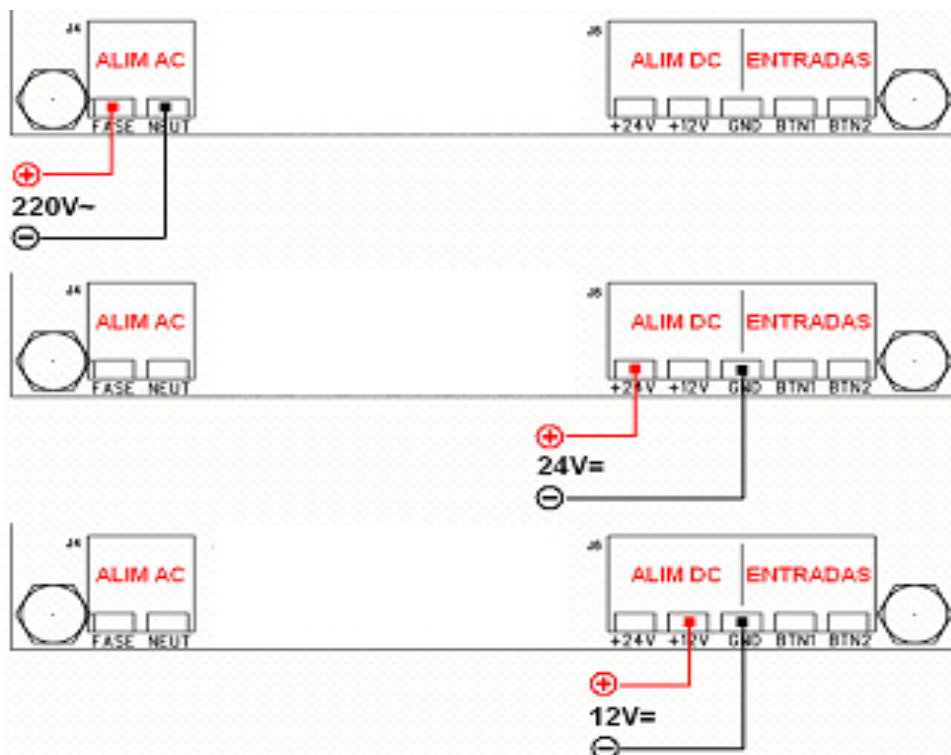 J4 J5
ALIM AC ALIM DC ENTRADAS
FASE NEUT +24V +12V GND BTN1 BTN2
220V~
J4 J5
ALIM AC ALIM DC ENTRADAS
FASE NEUT +24V +12V GND BTN1 BTN2
24V=
J4 J5
ALIM AC ALIM DC ENTRADAS
FASE NEUT +24V +12V GND BTN1 BTN2
12V=